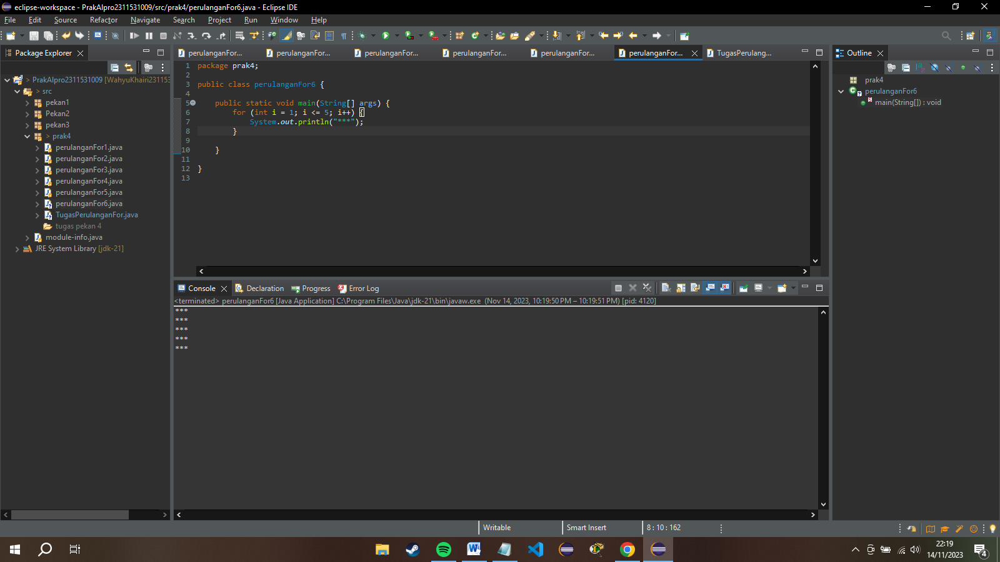 eclipse-workspace - PrakAlpro2311531009/src/prak4/perulanganFor6.java - Eclipse IDE
File Edit Source Refactor Navigate Search Project Run Window Help
Package Explorer
> PrakAlpro2311531009 [WahyuKhairi231153
> src
pekan1
Pekan2
pekan3
> prak4
perulanganFor1.java
perulanganFor2.java
perulanganFor3.java
perulanganFor4.java
perulanganFor5.java
perulanganFor6.java
TugasPerulanganFor.java
tugas pekan 4
module-info.java
JRE System Library [jdk-21]
perulanganFor... perulanganFor... perulanganFor... perulanganFor... perulanganFor... perulanganFor... TugasPerulang...
1 package prak4;
2
3 public class perulanganFor6 {
4
5 public static void main(String[] args) {
6 for (int i = 1; i <= 5; i++) {
7 System.out.println("***");
8 }
9
10 }
11
12 }
13
Console Declaration Progress Error Log
<terminated> perulanganFor6 [Java Application] C:\Program Files\Java\jdk-21\bin\javaw.exe (Nov 14, 2023, 10:19:50 PM – 10:19:51 PM) [pid: 4120]
***
***
***
***
***
Outline
prak4
perulanganFor6
main(String[]) : void
Writable Smart Insert 8 : 10 : 162
22:19
14/11/2023
4